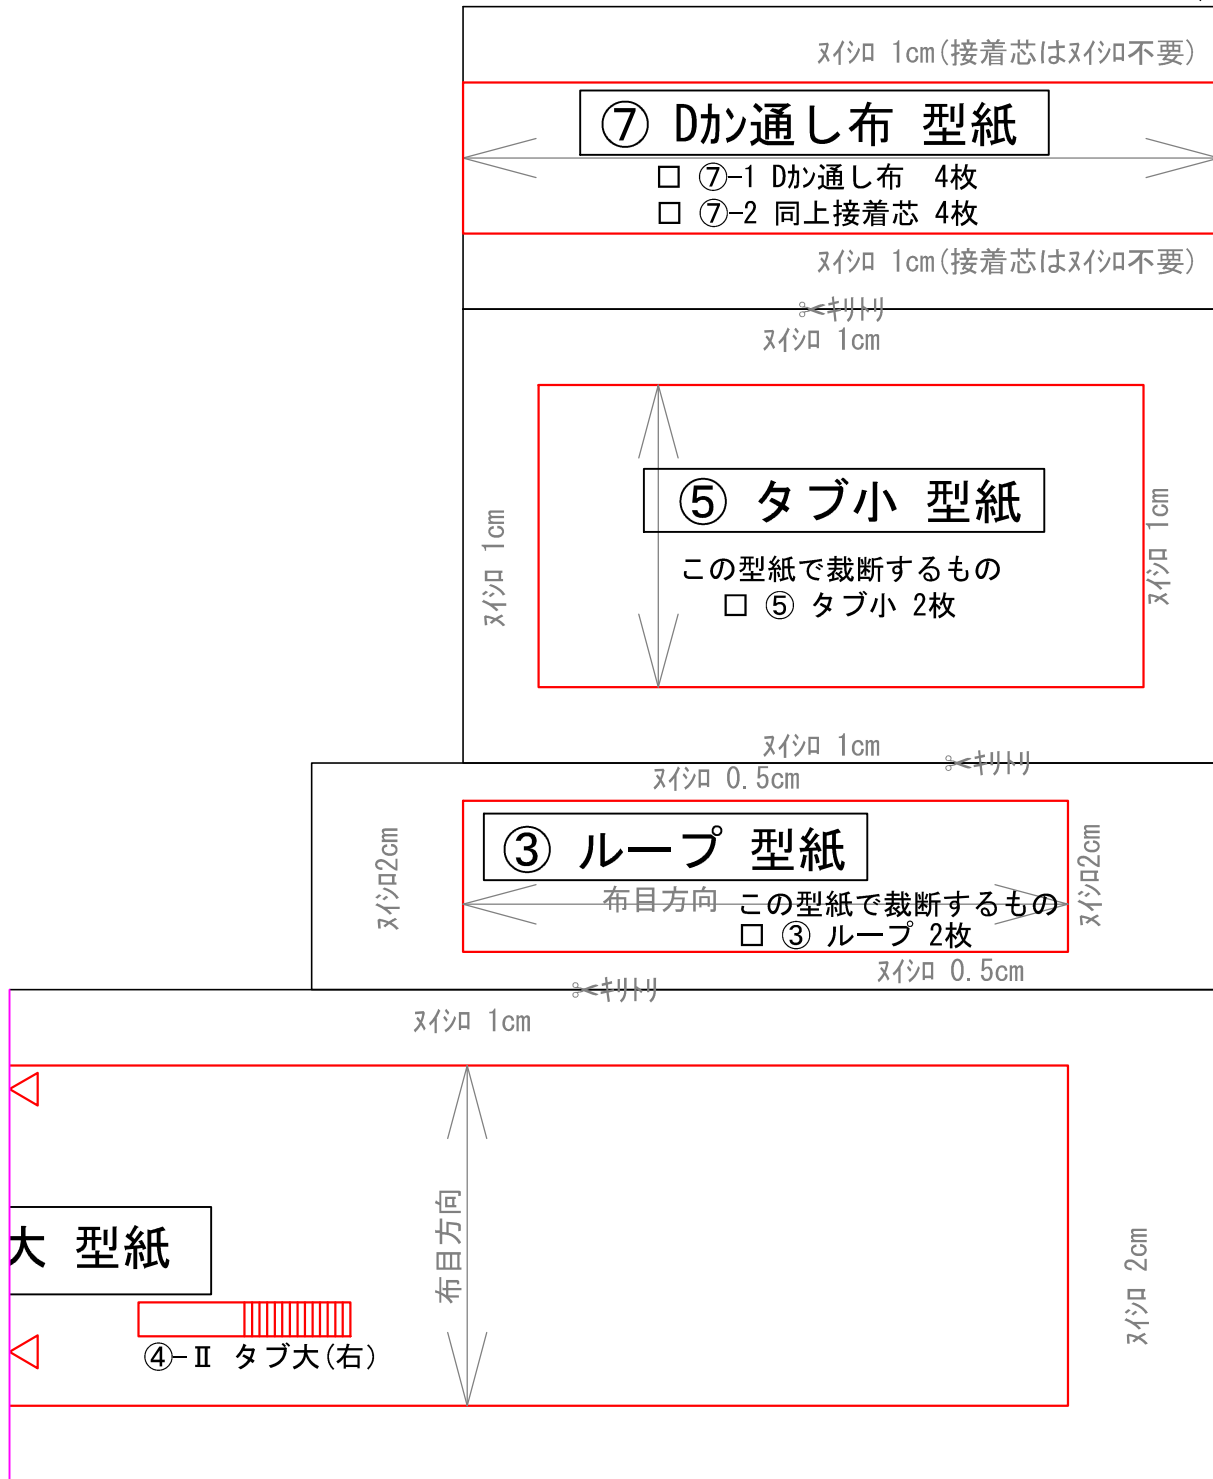 ﾇｲｼﾛ 1cm(接着芯はﾇｲｼﾛ不要)
⑦ Dｶﾝ通し布 型紙
□ ⑦-1 Dｶﾝ通し布 4枚
□ ⑦-2 同上接着芯 4枚
ﾇｲｼﾛ 1cm(接着芯はﾇｲｼﾛ不要)
✂ｷﾘﾄﾘ
ﾇｲｼﾛ 1cm
⑤ タブ小 型紙
ﾇｲｼﾛ 1cm
ﾇｲｼﾛ 1cm
この型紙で裁断するもの
□ ⑤ タブ小 2枚
ﾇｲｼﾛ 1cm
✂ｷﾘﾄﾘ
ﾇｲｼﾛ 0.5cm
③ ループ 型紙
ﾇｲｼﾛ2cm
ﾇｲｼﾛ2cm
布目方向
この型紙で裁断するもの
□ ③ ループ 2枚
ﾇｲｼﾛ 0.5cm
✂ｷﾘﾄﾘ
ﾇｲｼﾛ 1cm
大 型紙
布目方向
ﾇｲｼﾛ 2cm
④-Ⅱ タブ大(右)